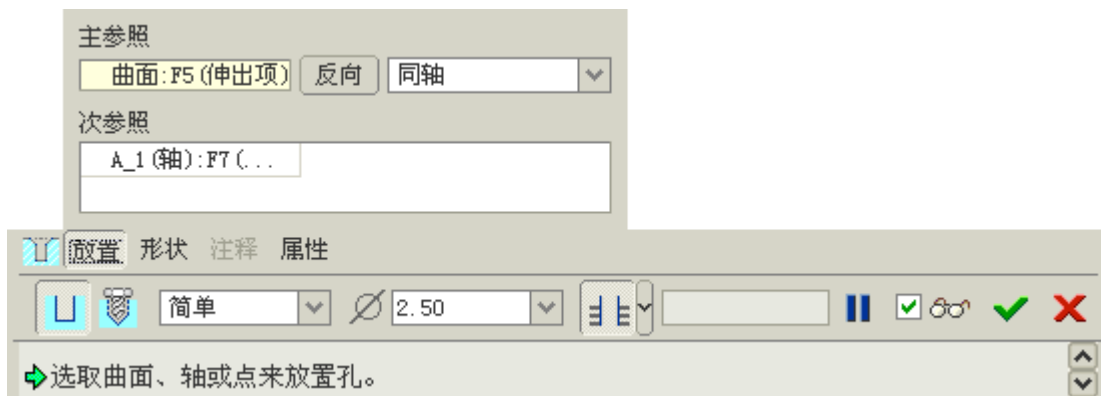 主参照
曲面:F5(伸出项) 反向 同轴
次参照
A_1(轴):F7(...
放置 形状 注释 属性
简单 2.50
选取曲面、轴或点来放置孔。